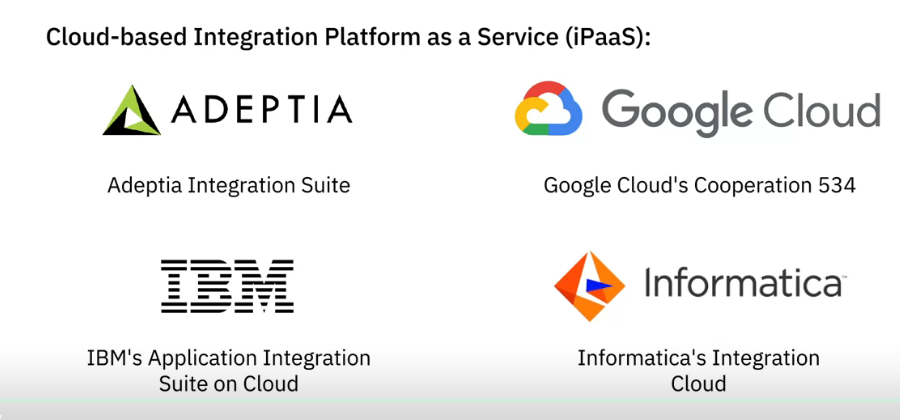 Cloud-based Integration Platform as a Service (iPaaS):
ADEPTIA
Google Cloud
Adeptia Integration Suite
Google Cloud's Cooperation 534
IBM
Informatica
IBM's Application Integration
Suite on Cloud
Informatica's Integration
Cloud